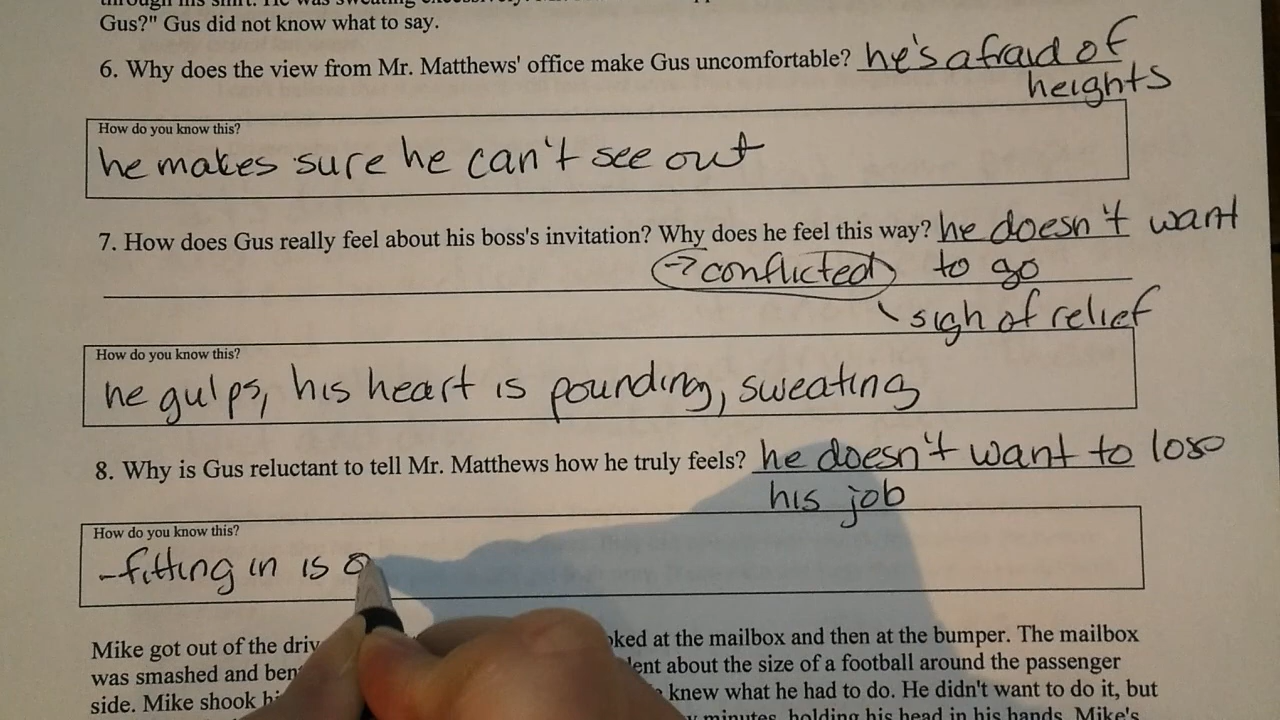 through his shirt. He was sweating excessively.
Gus?" Gus did not know what to say.
6. Why does the view from Mr. Matthews' office make Gus uncomfortable? he's afraid of
heights
How do you know this?
he makes sure he can't see out
7. How does Gus really feel about his boss's invitation? Why does he feel this way? he doesn't want
→ conflicted to go
sigh of relief
How do you know this?
he gulps, his heart is pounding, sweating
8. Why is Gus reluctant to tell Mr. Matthews how he truly feels? he doesn't want to lose
his job
How do you know this?
- fitting in is
Mike got out of the looked at the mailbox and then at the bumper. The mailbox
was smashed and dent about the size of a football around the passenger
side. Mike shook knew what he had to do. He didn't want to do it, but
minutes, holding his head in his hands. Mike's